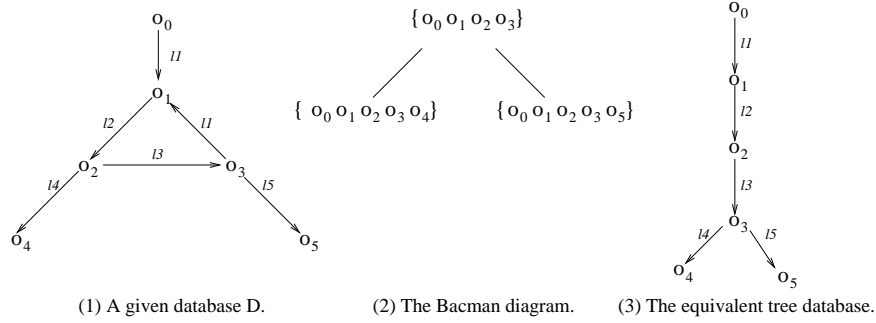 o0
l1
o1
l2
l1
o2
l3
o3
l4
l5
o4
o5
(1) A given database D.
{ o0 o1 o2 o3}
{ o0 o1 o2 o3 o4}
{o0 o1 o2 o3 o5}
(2) The Bacman diagram.
o0
l1
o1
l2
o2
l3
o3
l4
l5
o4
o5
(3) The equivalent tree database.